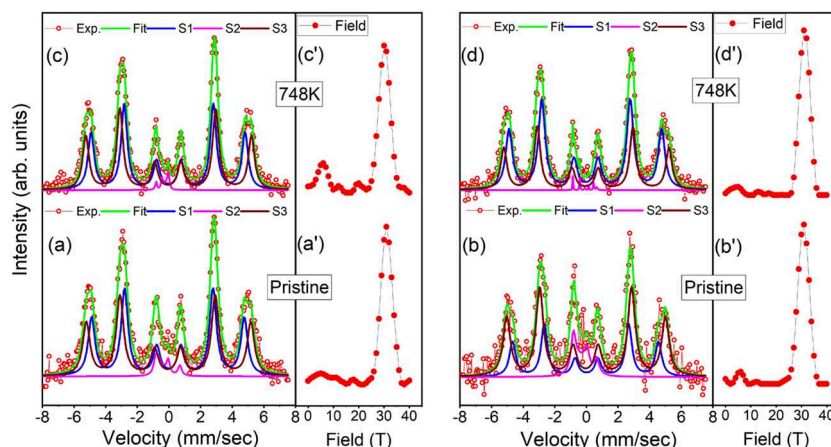 Exp. Fit S1 S2 S3
Field
(c)
(c')
748K
Exp. Fit S1 S2 S3
Field
(a)
(a')
Pristine
Intensity (arb. units)
-8 -6 -4 -2 0 2 4 6 8
0 10 20 30 40
Velocity (mm/sec)
Field (T)
Exp. Fit S1 S2 S3
Field
(d)
(d')
748K
Exp. Fit S1 S2 S3
(b)
(b')
Pristine
-8 -6 -4 -2 0 2 4 6 8
0 10 20 30 40
Velocity (mm/sec)
Field (T)